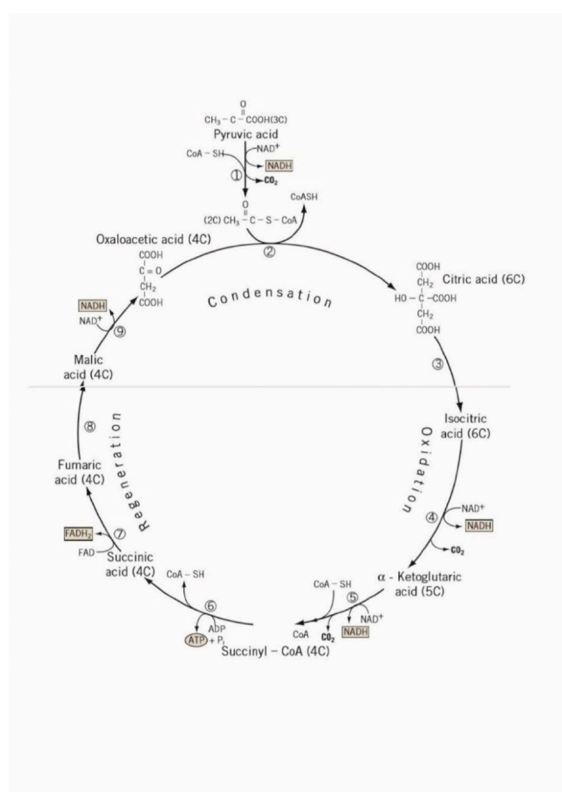 O
CH₃ – C – COOH(3C)
Pyruvic acid
CoA – SH
NAD⁺
NADH
①
CO₂
CoASH
O
(2C) CH₃ – C – S – CoA
②
Oxaloacetic acid (4C)
COOH
C = O
CH₂
COOH
Condensation
COOH
CH₂
Citric acid (6C)
HO – C – COOH
CH₂
COOH
③
NADH
NAD⁺
⑨
Malic
acid (4C)
Isocitric
acid (6C)
⑧
Regeneration
Oxidation
Fumaric
acid (4C)
④
NAD⁺
NADH
CO₂
FADH₂
⑦
FAD
Succinic
acid (4C)
CoA – SH
α - Ketoglutaric
acid (5C)
CoA – SH
⑤
NAD⁺
⑥
ADP
ATP + Pᵢ
CoA
CO₂
NADH
Succinyl – CoA (4C)